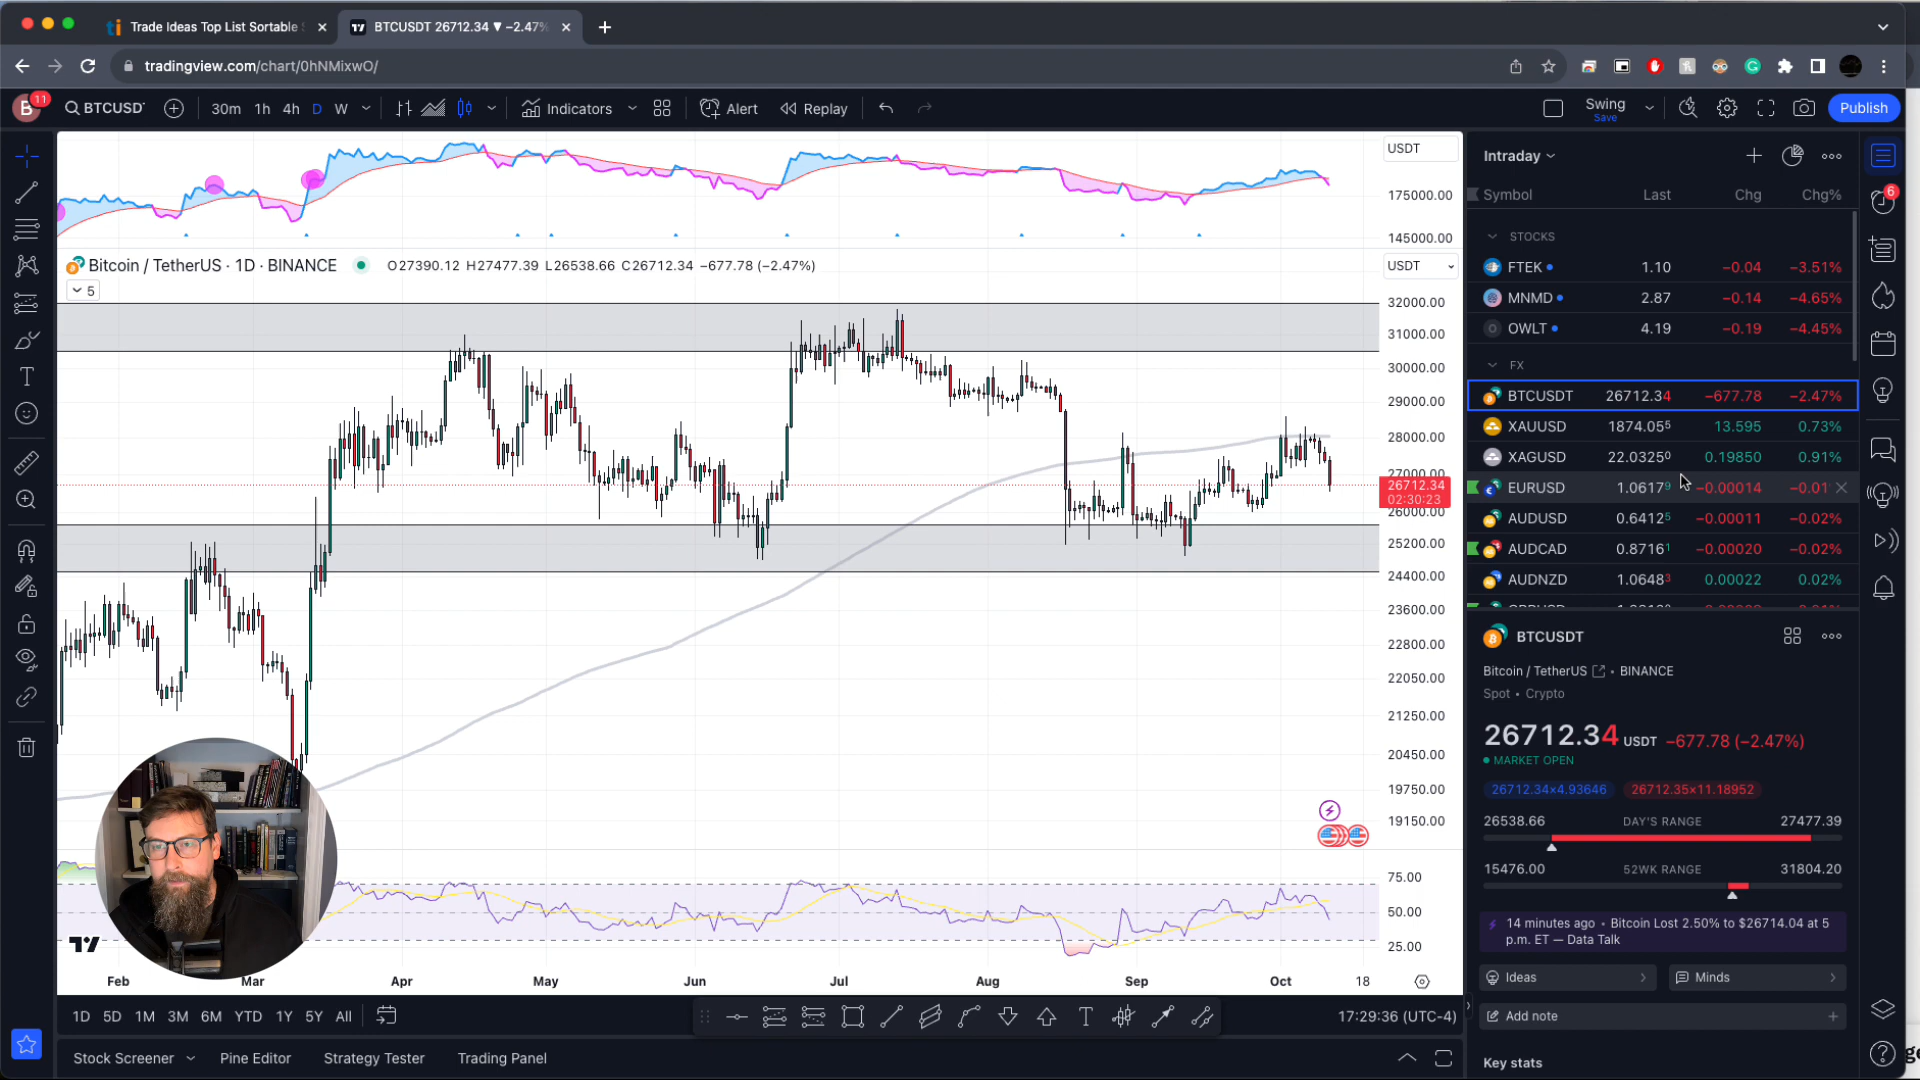 Trade Ideas Top List Sortable
BTCUSDT 26712.34 ▼ −2.47%
tradingview.com/chart/0hNMixwO/
B
11
BTCUSD
30m 1h 4h D W
Indicators
Alert
Replay
Swing
Save
Publish
USDT
175000.00
145000.00
Bitcoin / TetherUS · 1D · BINANCE
O27390.12 H27477.39 L26538.66 C26712.34 −677.78 (−2.47%)
USDT
5
32000.00
31000.00
30000.00
29000.00
28000.00
27000.00
26712.34
02:30:23
26000.00
25200.00
24400.00
23600.00
22800.00
22050.00
21250.00
20450.00
19750.00
19150.00
75.00
50.00
25.00
Feb Mar Apr May Jun Jul Aug Sep Oct 18
1D 5D 1M 3M 6M YTD 1Y 5Y All
17:29:36 (UTC-4)
Stock Screener
Pine Editor
Strategy Tester
Trading Panel
Intraday
Symbol Last Chg Chg%
STOCKS
FTEK 1.10 −0.04 −3.51%
MNMD 2.87 −0.14 −4.65%
OWLT 4.19 −0.19 −4.45%
FX
BTCUSDT 26712.34 −677.78 −2.47%
XAUUSD 1874.055 13.595 0.73%
XAGUSD 22.03250 0.19850 0.91%
EURUSD 1.06179 −0.00014 −0.01
AUDUSD 0.64125 −0.00011 −0.02%
AUDCAD 0.87161 −0.00020 −0.02%
AUDNZD 1.06483 0.00022 0.02%
BTCUSDT
Bitcoin / TetherUS • BINANCE
Spot • Crypto
26712.34 USDT −677.78 (−2.47%)
MARKET OPEN
26712.34×4.93646 26712.35×11.18952
26538.66 DAY'S RANGE 27477.39
15476.00 52WK RANGE 31804.20
14 minutes ago • Bitcoin Lost 2.50% to $26714.04 at 5
p.m. ET — Data Talk
Ideas
Minds
Add note
Key stats
6